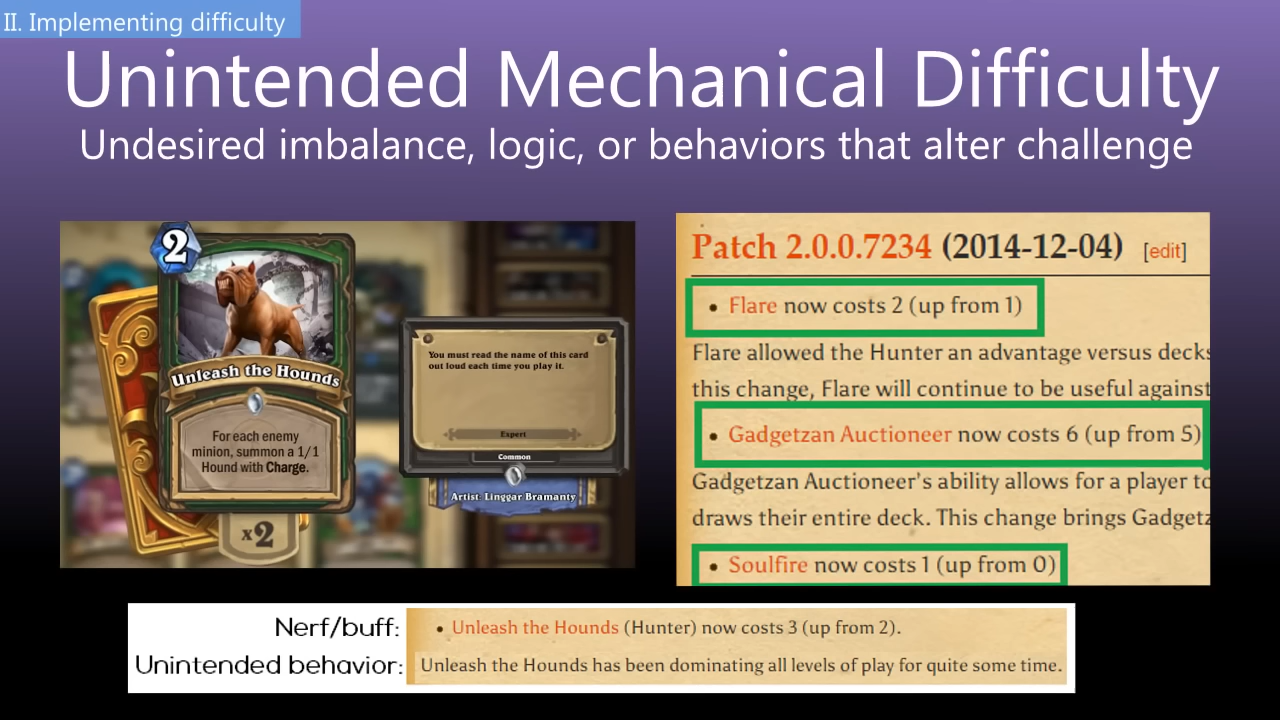 II. Implementing difficulty
Unintended Mechanical Difficulty
Undesired imbalance, logic, or behaviors that alter challenge
2
Unleash the Hounds
For each enemy
minion, summon a 1/1
Hound with Charge.
x2
You must read the name of this card
out loud each time you play it.
Expert
Common
Artist: Linggar Bramanty
Patch 2.0.0.7234 (2014-12-04) [edit]
• Flare now costs 2 (up from 1)
Flare allowed the Hunter an advantage versus decks
this change, Flare will continue to be useful against
• Gadgetzan Auctioneer now costs 6 (up from 5)
Gadgetzan Auctioneer's ability allows for a player to
draws their entire deck. This change brings Gadgetz
• Soulfire now costs 1 (up from 0)
Nerf/buff: • Unleash the Hounds (Hunter) now costs 3 (up from 2).
Unintended behavior: Unleash the Hounds has been dominating all levels of play for quite some time.